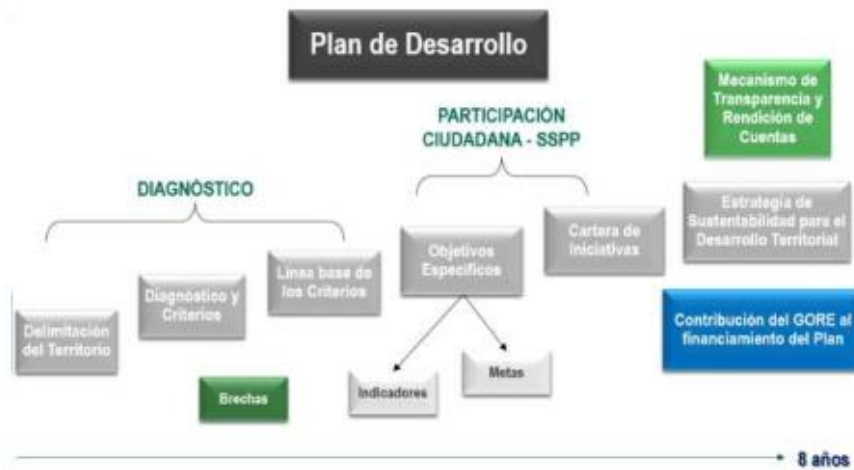 Plan de Desarrollo
Mecanismo de
Transparencia y
Rendición de
Cuentas
PARTICIPACIÓN
CIUDADANA - SSPP
DIAGNÒSTICO
Estrategia de
Sustentabilidad para el
Desarrollo Territorial
Cartera de
Iniciativas
Objetivos
Específicos
Línea base de
los Criterios
Diagnóstico y
Criterios
Delimitación
del Territorio
Contribución del GORE al
financiamiento del Plan
Metas
Indicadores
Brechas
8 años